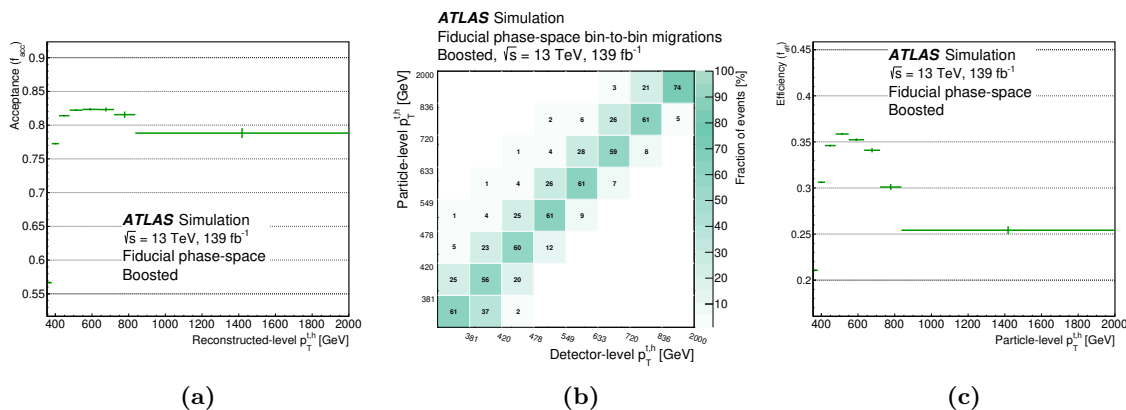 Acceptance (f_acc)
0.9
0.85
0.8
0.75
0.7
0.65
0.6
0.55
ATLAS Simulation
√s = 13 TeV, 139 fb⁻¹
Fiducial phase-space
Boosted
400 600 800 1000 1200 1400 1600 1800 2000
Reconstructed-level p_T^{t,h} [GeV]
(a)
ATLAS Simulation
Fiducial phase-space bin-to-bin migrations
Boosted, √s = 13 TeV, 139 fb⁻¹
Particle-level p_T^{t,h} [GeV]
2000
836
720
633
549
478
420
381
3 21 74
2 6 26 61 5
1 4 28 59 8
1 4 26 61 7
1 4 25 61 9
5 23 60 12
25 56 20
61 37 2
381 420 478 549 633 720 836 2000
Detector-level p_T^{t,h} [GeV]
100
90
80
70
60
50
40
30
20
10
Fraction of events [%]
(b)
Efficiency (f_eff)
0.45
0.4
0.35
0.3
0.25
0.2
ATLAS Simulation
√s = 13 TeV, 139 fb⁻¹
Fiducial phase-space
Boosted
400 600 800 1000 1200 1400 1600 1800 2000
Particle-level p_T^{t,h} [GeV]
(c)